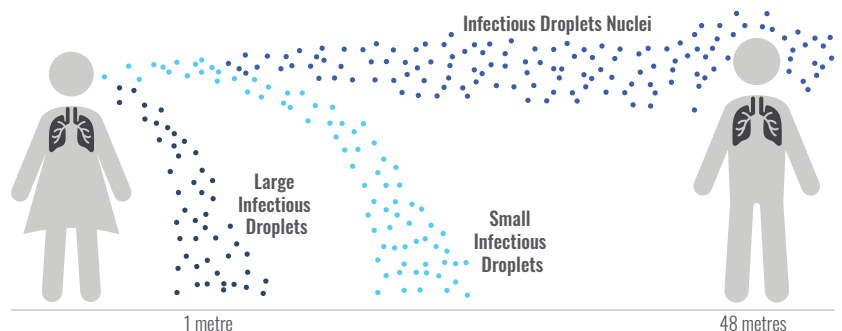 Infectious Droplets Nuclei
Large
Infectious
Droplets
Small
Infectious
Droplets
1 metre
48 metres